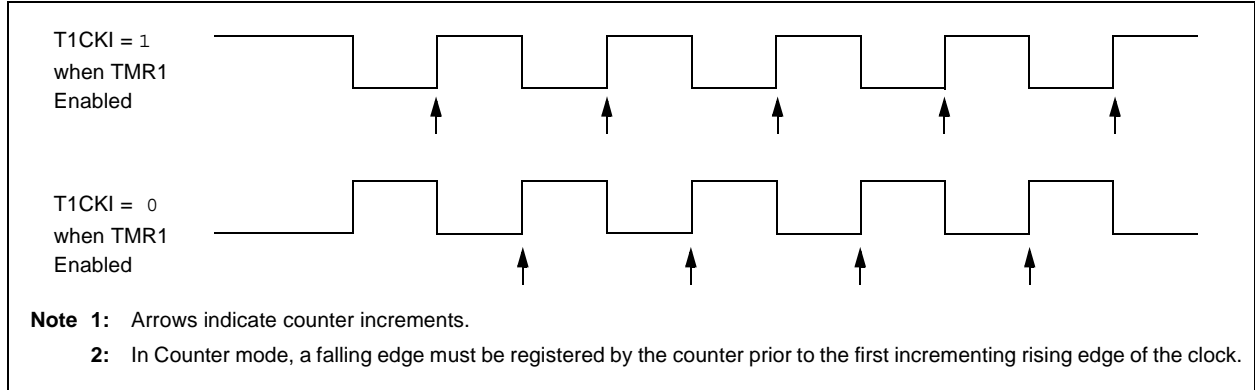 T1CKI = 1
when TMR1
Enabled
T1CKI = 0
when TMR1
Enabled
Note 1: Arrows indicate counter increments.
2: In Counter mode, a falling edge must be registered by the counter prior to the first incrementing rising edge of the clock.